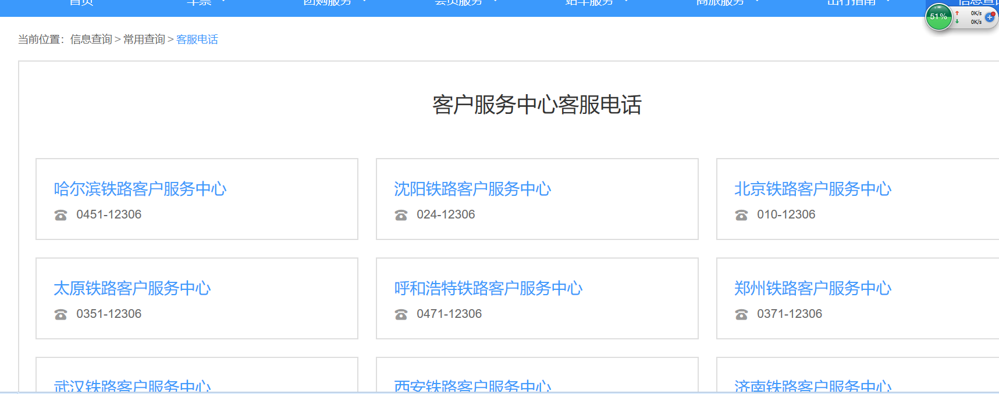 首页 车票 团购服务 会员服务 站车服务 商旅服务 出行指南 信息查询
51% 0K/s
0K/s
当前位置：信息查询 > 常用查询 > 客服电话
客户服务中心客服电话
哈尔滨铁路客户服务中心 沈阳铁路客户服务中心 北京铁路客户服务中心
0451-12306 024-12306 010-12306
太原铁路客户服务中心 呼和浩特铁路客户服务中心 郑州铁路客户服务中心
0351-12306 0471-12306 0371-12306
武汉铁路客户服务中心 西安铁路客户服务中心 济南铁路客户服务中心